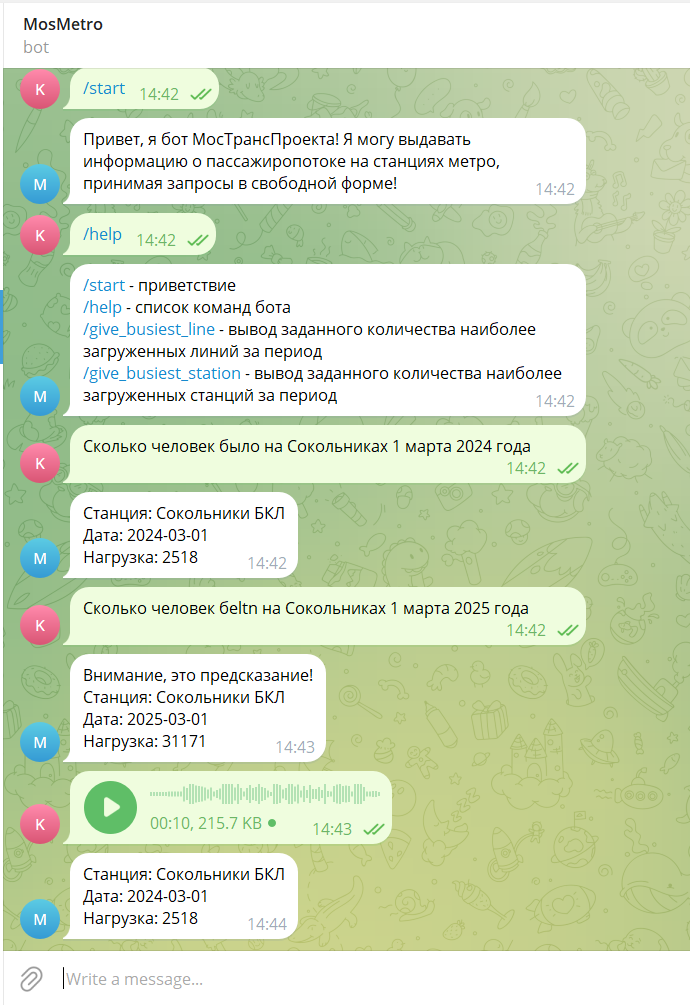 MosMetro
bot
K
/start 14:42
Привет, я бот МосТрансПроекта! Я могу выдавать
информацию о пассажиропотоке на станциях метро,
принимая запросы в свободной форме!
M
14:42
K
/help 14:42
/start - приветствие
/help - список команд бота
/give_busiest_line - вывод заданного количества наиболее
загруженных линий за период
/give_busiest_station - вывод заданного количества наиболее
загруженных станций за период
M
14:42
Сколько человек было на Сокольниках 1 марта 2024 года
K
14:42
Станция: Сокольники БКЛ
Дата: 2024-03-01
Нагрузка: 2518
M
14:42
Сколько человек беltn на Сокольниках 1 марта 2025 года
K
14:42
Внимание, это предсказание!
Станция: Сокольники БКЛ
Дата: 2025-03-01
Нагрузка: 31171
M
14:43
K
00:10, 215.7 KB
14:43
Станция: Сокольники БКЛ
Дата: 2024-03-01
Нагрузка: 2518
M
14:44
Write a message...